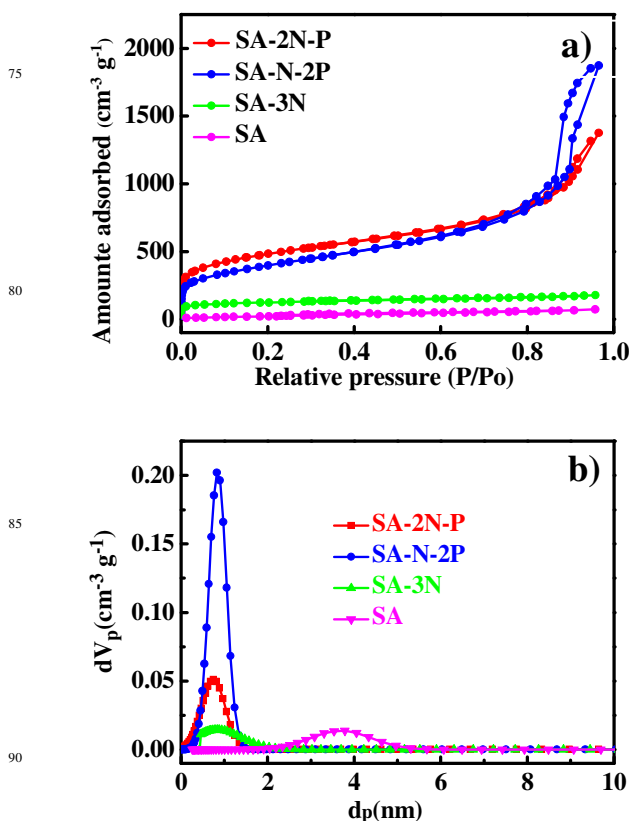 75
80
85
90
2000
1500
1000
500
0
Amounte adsorbed (cm-3 g-1)
SA-2N-P
SA-N-2P
SA-3N
SA
a)
0.0 0.2 0.4 0.6 0.8 1.0
Relative pressure (P/Po)
0.20
0.15
0.10
0.05
0.00
dVp(cm-3 g-1)
b)
SA-2N-P
SA-N-2P
SA-3N
SA
0 2 4 6 8 10
dp(nm)